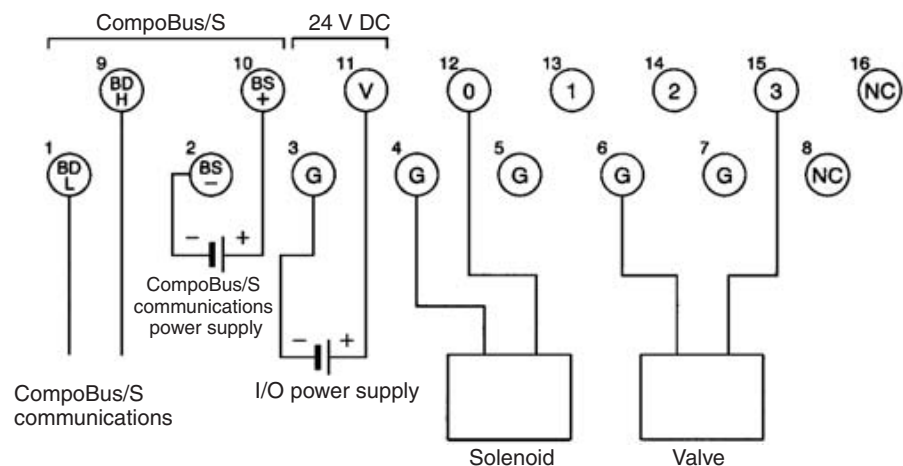 CompoBus/S 24 V DC
9 10 11 12 13 14 15 16
BD H BS + V 0 1 2 3 NC
1 2 3 4 5 6 7 8
BD L BS − G G G G G NC
− +
CompoBus/S
communications
power supply
− +
I/O power supply
CompoBus/S
communications
Solenoid Valve